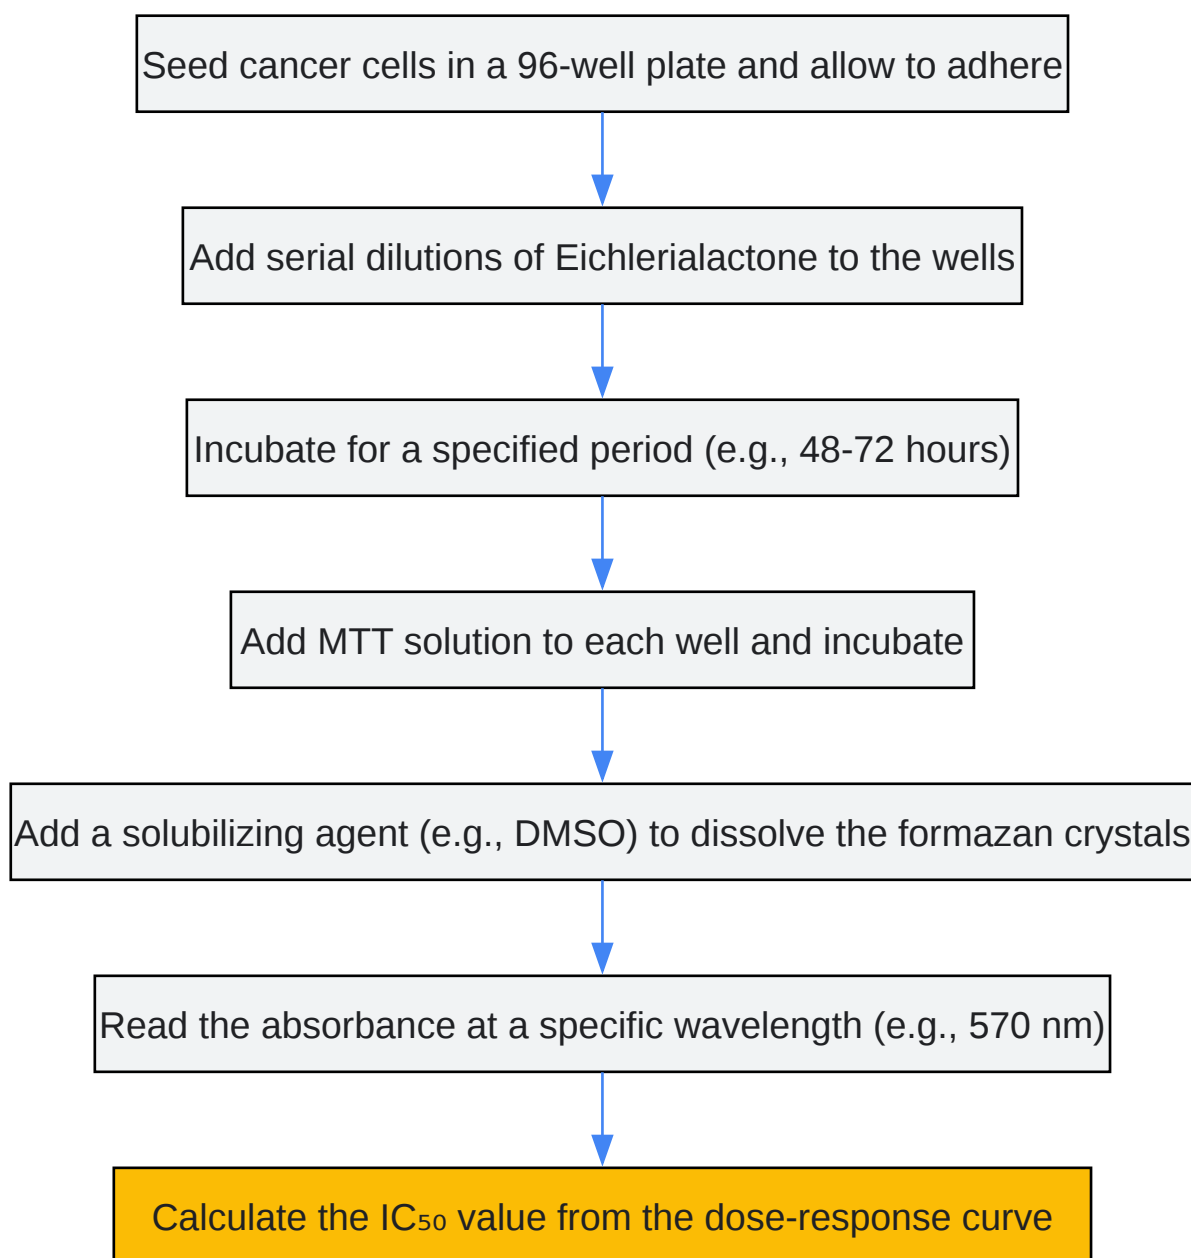 Seed cancer cells in a 96-well plate and allow to adhere
Add serial dilutions of Eichlerialactone to the wells
Incubate for a specified period (e.g., 48-72 hours)
Add MTT solution to each well and incubate
Add a solubilizing agent (e.g., DMSO) to dissolve the formazan crystals
Read the absorbance at a specific wavelength (e.g., 570 nm)
Calculate the IC₅₀ value from the dose-response curve